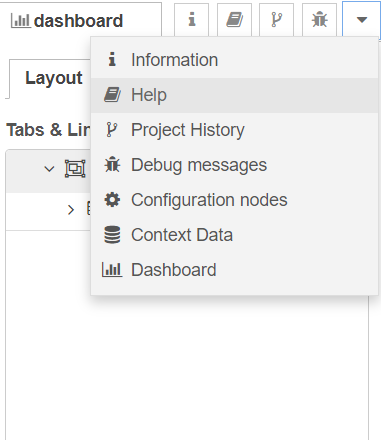 dashboard
Layout
Tabs & Lin
Information
Help
Project History
Debug messages
Configuration nodes
Context Data
Dashboard